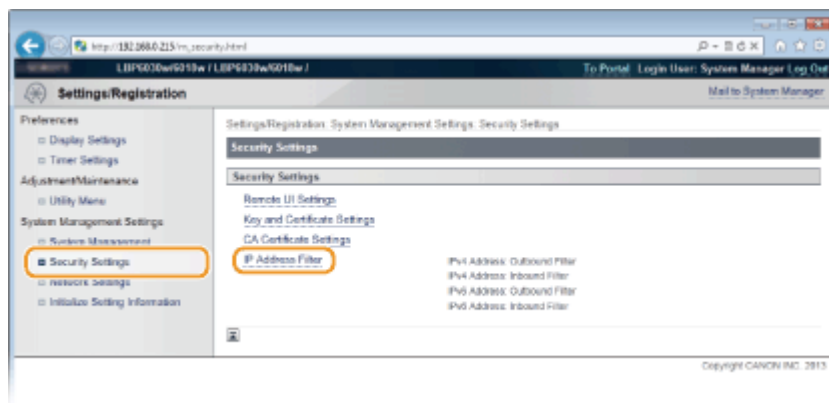 http://192.168.0.215/m_security.html
LBP6030w/6018w / LBP6030w/6018w /
To Portal Login User: System Manager Log Out
Settings/Registration
Mail to System Manager
Preferences
Display Settings
Timer Settings
Adjustment/Maintenance
Utility Menu
System Management Settings
System Management
Security Settings
Network Settings
Initialize Setting Information
Settings/Registration: System Management Settings: Security Settings
Security Settings
Security Settings
Remote UI Settings
Key and Certificate Settings
CA Certificate Settings
IP Address Filter
IPv4 Address: Outbound Filter
IPv4 Address: Inbound Filter
IPv6 Address: Outbound Filter
IPv6 Address: Inbound Filter
Copyright CANON INC. 2013